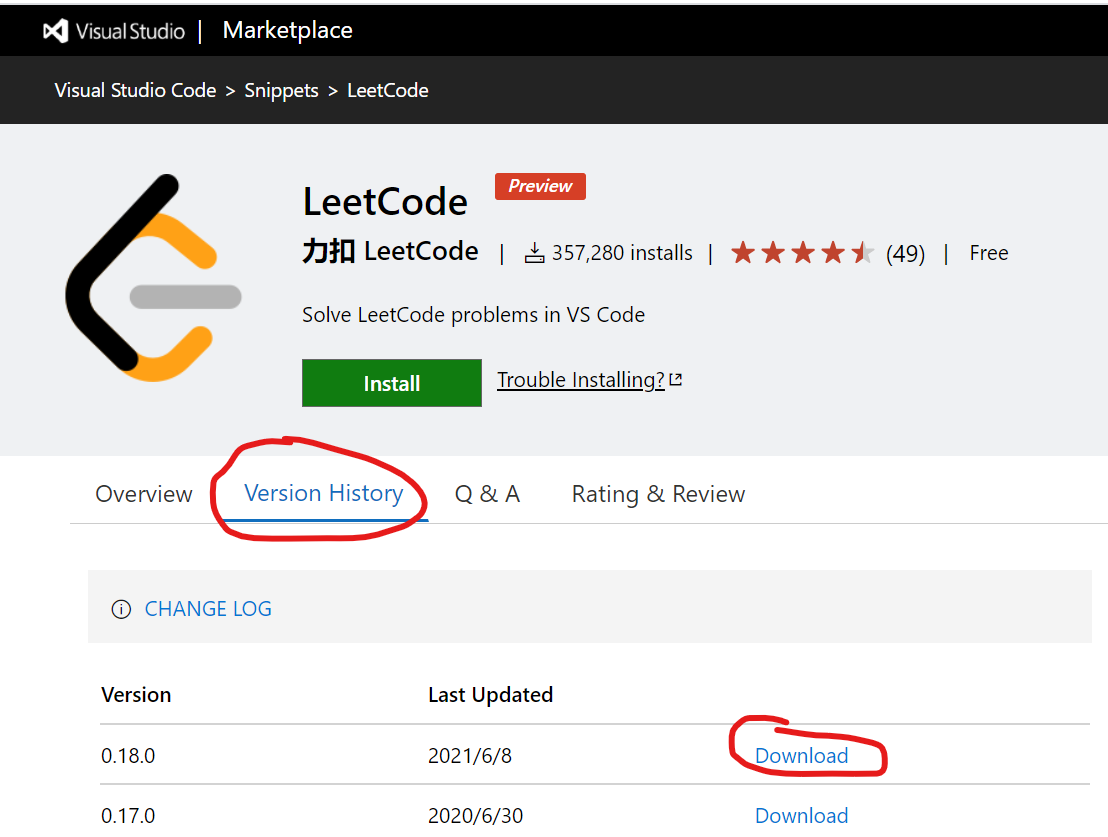 Visual Studio | Marketplace
Visual Studio Code > Snippets > LeetCode
LeetCode Preview
力扣 LeetCode | 357,280 installs | (49) | Free
Solve LeetCode problems in VS Code
Install Trouble Installing?
Overview Version History Q & A Rating & Review
CHANGE LOG
Version Last Updated
0.18.0 2021/6/8 Download
0.17.0 2020/6/30 Download